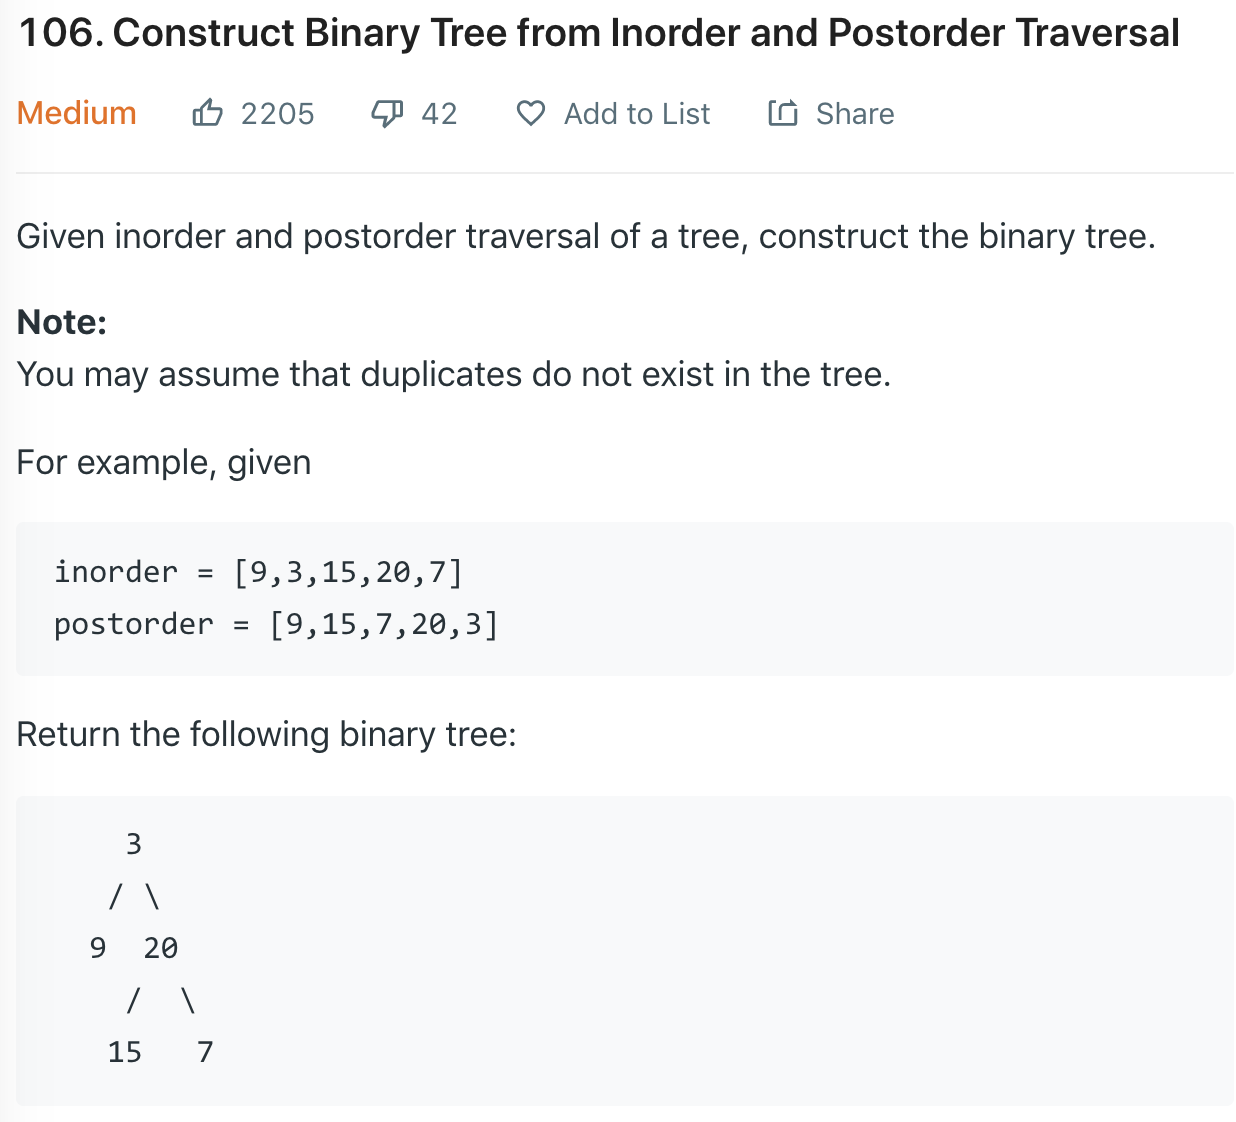 106. Construct Binary Tree from Inorder and Postorder Traversal
Medium 2205 42 Add to List Share
Given inorder and postorder traversal of a tree, construct the binary tree.
Note:
You may assume that duplicates do not exist in the tree.
For example, given
inorder = [9,3,15,20,7]
postorder = [9,15,7,20,3]
Return the following binary tree:
    3
   / \
  9  20
    /  \
   15   7